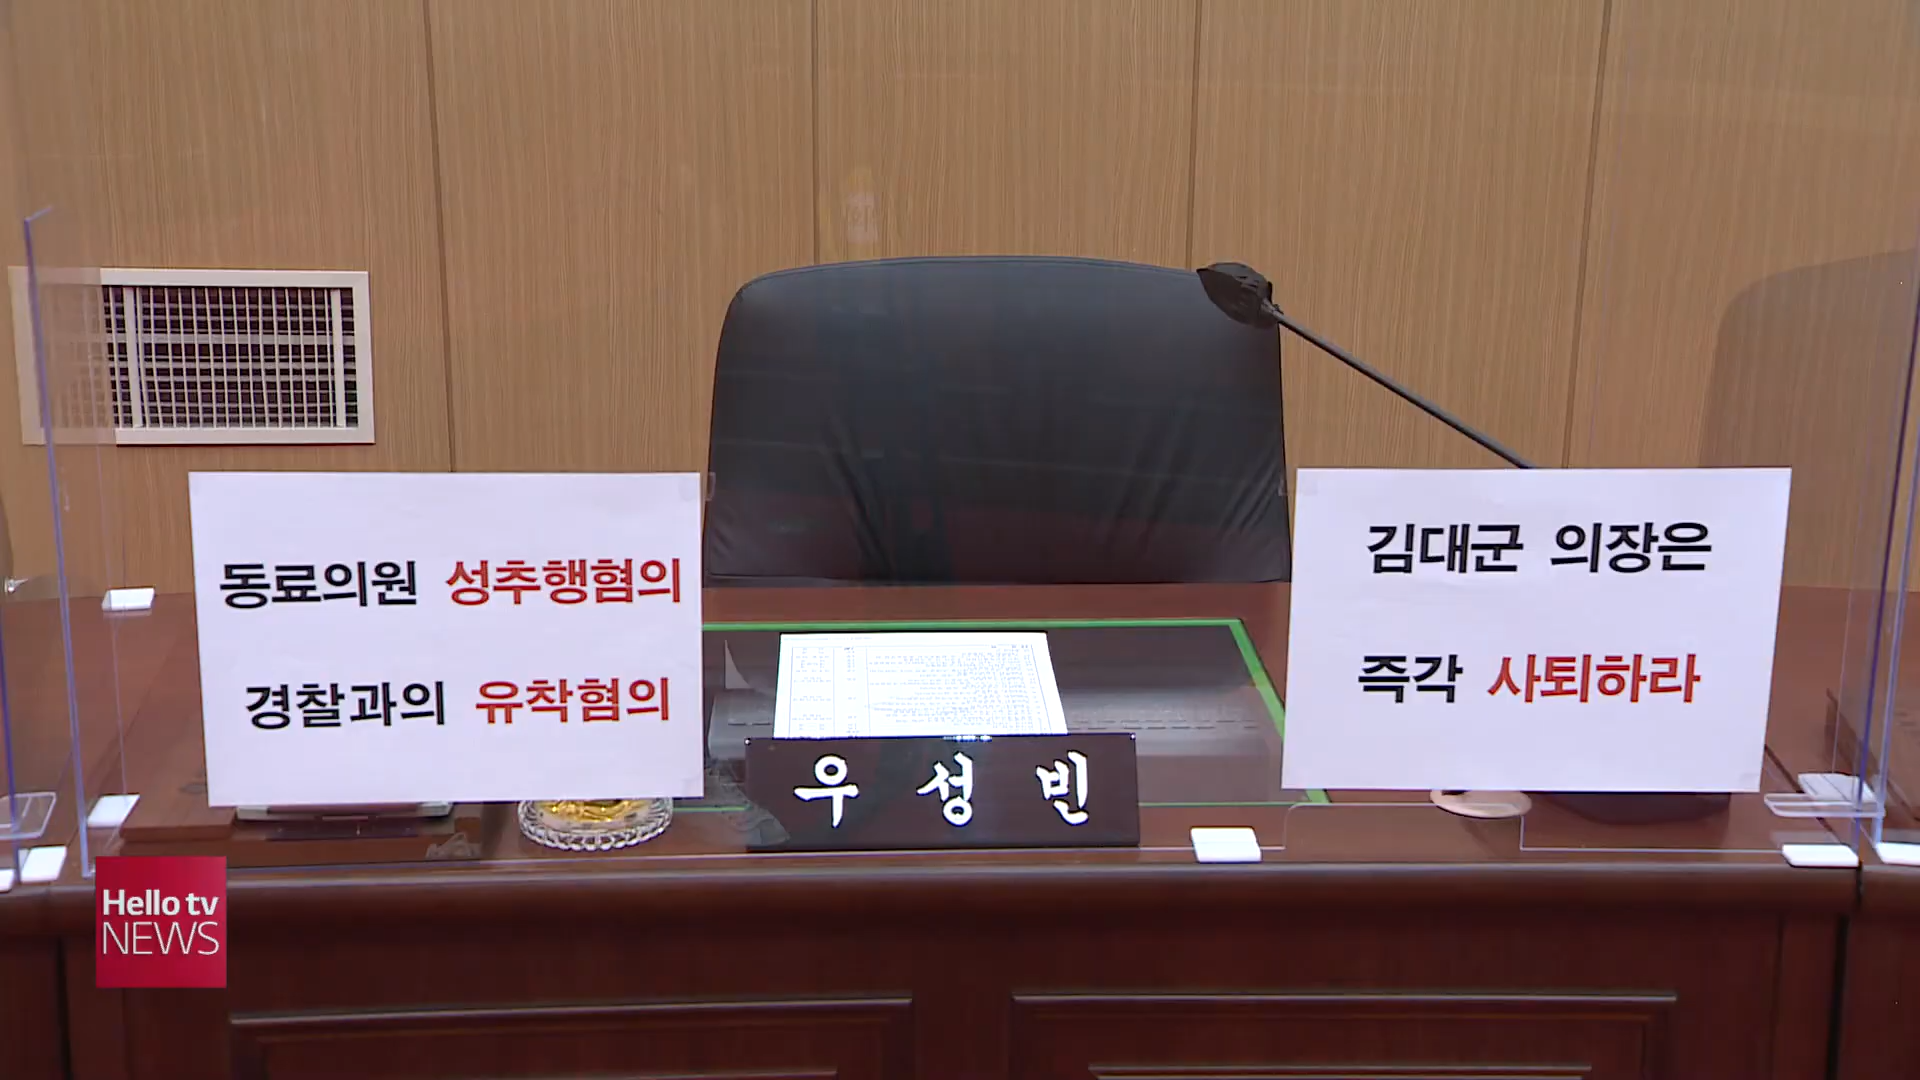 동료의원 성추행혐의
경찰과의 유착혐의
김대군 의장은
즉각 사퇴하라
우성빈
Hello tv
NEWS